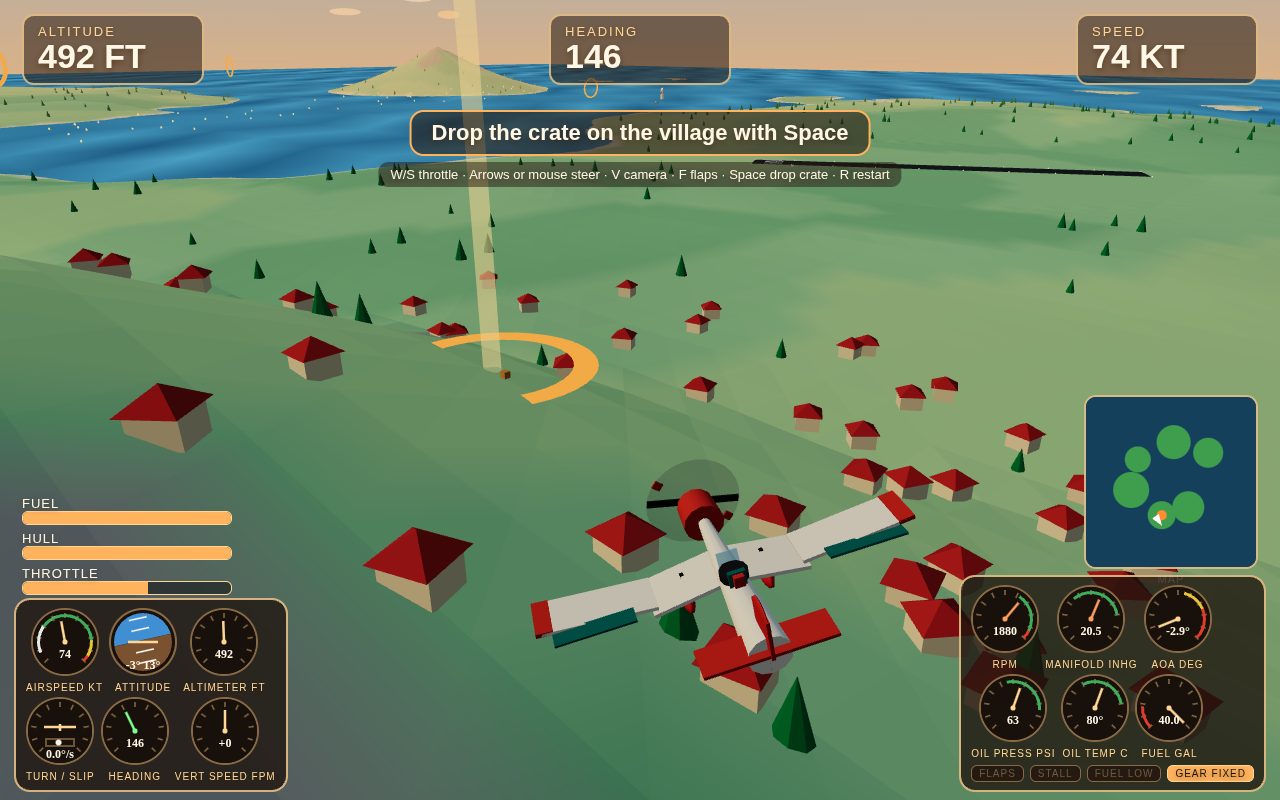 ALTITUDE
492 FT
HEADING
146
SPEED
74 KT
Drop the crate on the village with Space
W/S throttle · Arrows or mouse steer · V camera · F flaps · Space drop crate · R restart
FUEL
HULL
THROTTLE
MAP
74
-3° 13°
492
AIRSPEED KT
ATTITUDE
ALTIMETER FT
0.0°/s
146
+0
TURN / SLIP
HEADING
VERT SPEED FPM
1880
20.5
-2.9°
RPM
MANIFOLD INHG
AOA DEG
63
80°
40.0
OIL PRESS PSI
OIL TEMP C
FUEL GAL
FLAPS
STALL
FUEL LOW
GEAR FIXED